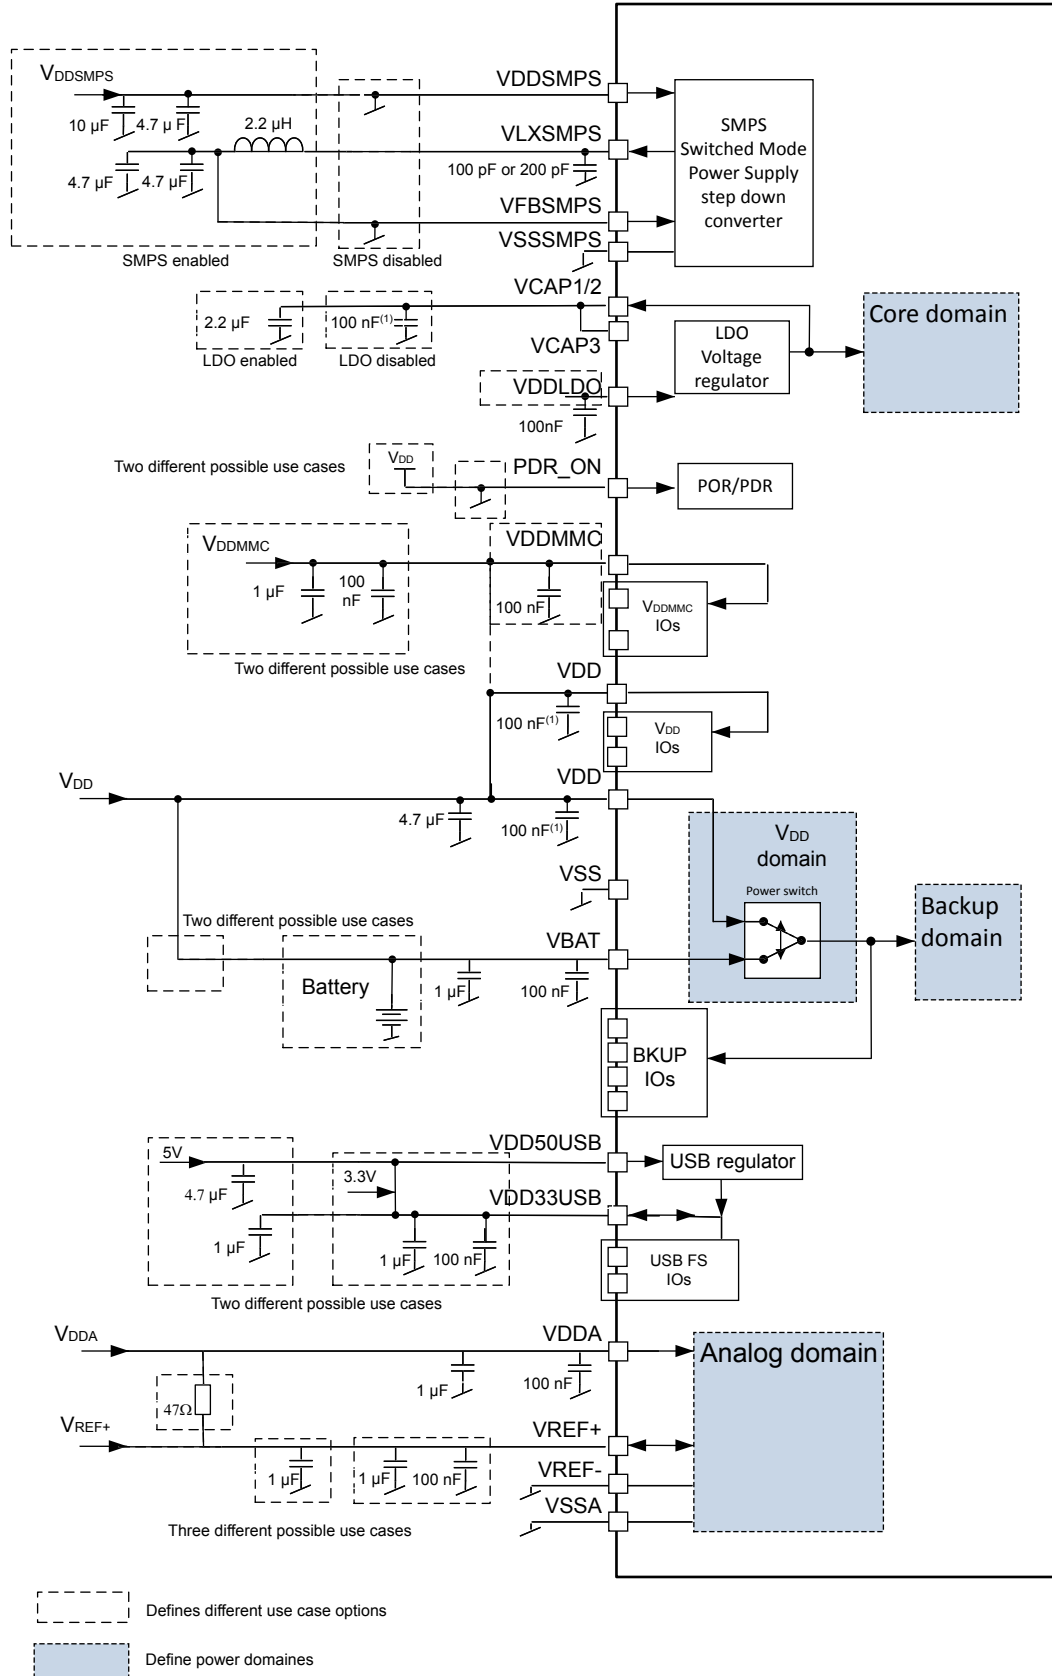 VDDSMPS
10 µF
4.7 µ F
2.2 µH
4.7 µF
4.7 µF
SMPS enabled
SMPS disabled
VDDSMPS
VLXSMPS
100 pF or 200 pF
VFBSMPS
VSSSMPS
SMPS
Switched Mode
Power Supply
step down
converter
VCAP1/2
2.2 µF
100 nF(1)
LDO enabled
LDO disabled
VCAP3
LDO
Voltage
regulator
Core domain
VDDLDO
100nF
Two different possible use cases
VDD
PDR_ON
POR/PDR
VDDMMC
1 µF
100
nF
VDDMMC
100 nF
VDDMMC
IOs
Two different possible use cases
VDD
100 nF(1)
VDD
IOs
VDD
VDD
4.7 µF
100 nF(1)
VDD
domain
Power switch
VSS
Backup
domain
Two different possible use cases
VBAT
Battery
1 µF
100 nF
BKUP
IOs
5V
4.7 µF
1 µF
3.3V
VDD50USB
USB regulator
VDD33USB
1 µF
100 nF
USB FS
IOs
Two different possible use cases
VDDA
VDDA
1 µF
100 nF
Analog domain
47Ω
VREF+
VREF+
1 µF
1 µF
100 nF
VREF-
VSSA
Three different possible use cases
Defines different use case options
Define power domaines